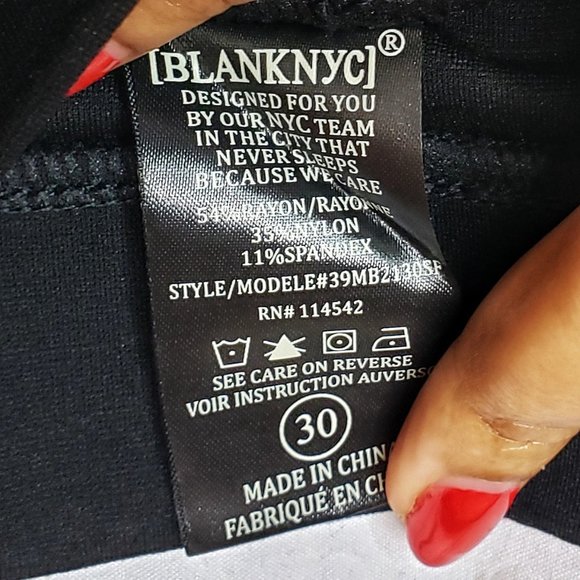 [BLANKNYC]®
DESIGNED FOR YOU
BY OUR NYC TEAM
IN THE CITY THAT
NEVER SLEEPS
BECAUSE WE CARE
54%RAYON/RAYONNE
35%NYLON
11%SPANDEX
STYLE/MODELE#39MB2130SF
RN# 114542
SEE CARE ON REVERSE
VOIR INSTRUCTION AUVERSO
30
MADE IN CHINA
FABRIQUÉ EN